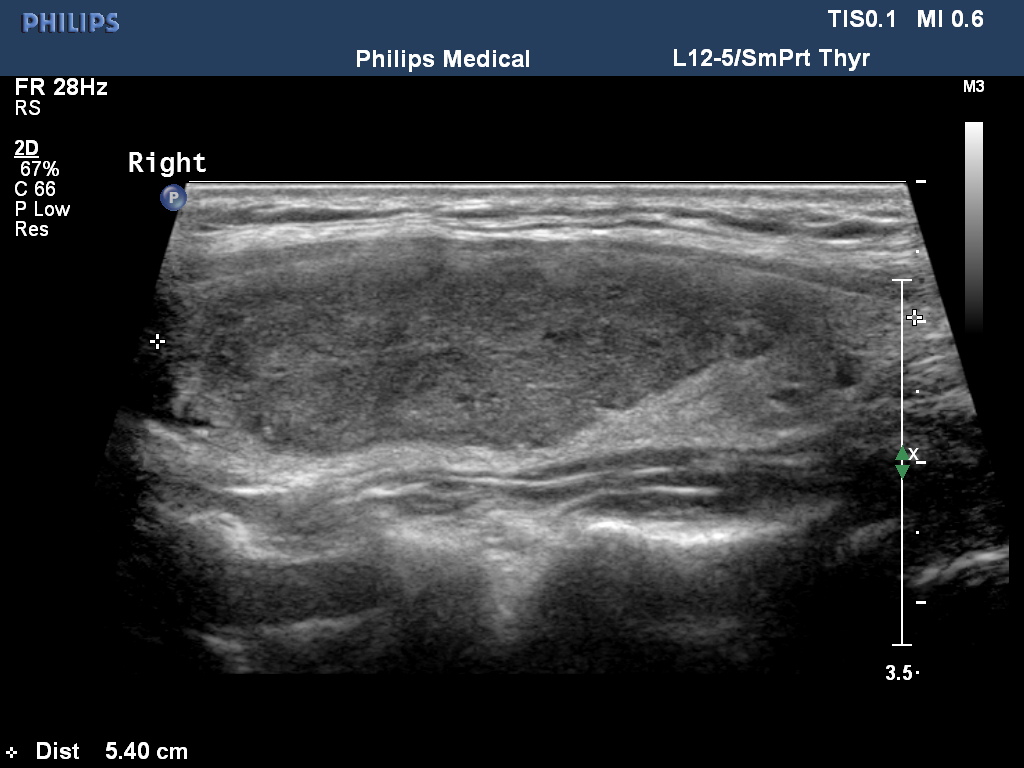 PHILIPS
TIS0.1 MI 0.6
Philips Medical
L12-5/SmPrt Thyr
FR 28Hz
RS
M3
2D
67%
C 66
P Low
Res
Right
P
X
3.5
Dist 5.40 cm